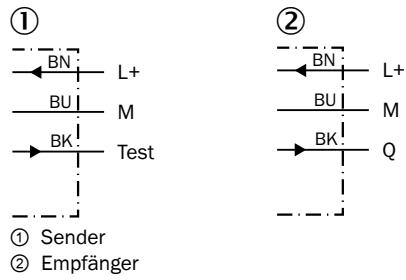 ① ②
BN L+ BN L+
BU M BU M
BK Test BK Q
① Sender
② Empfänger